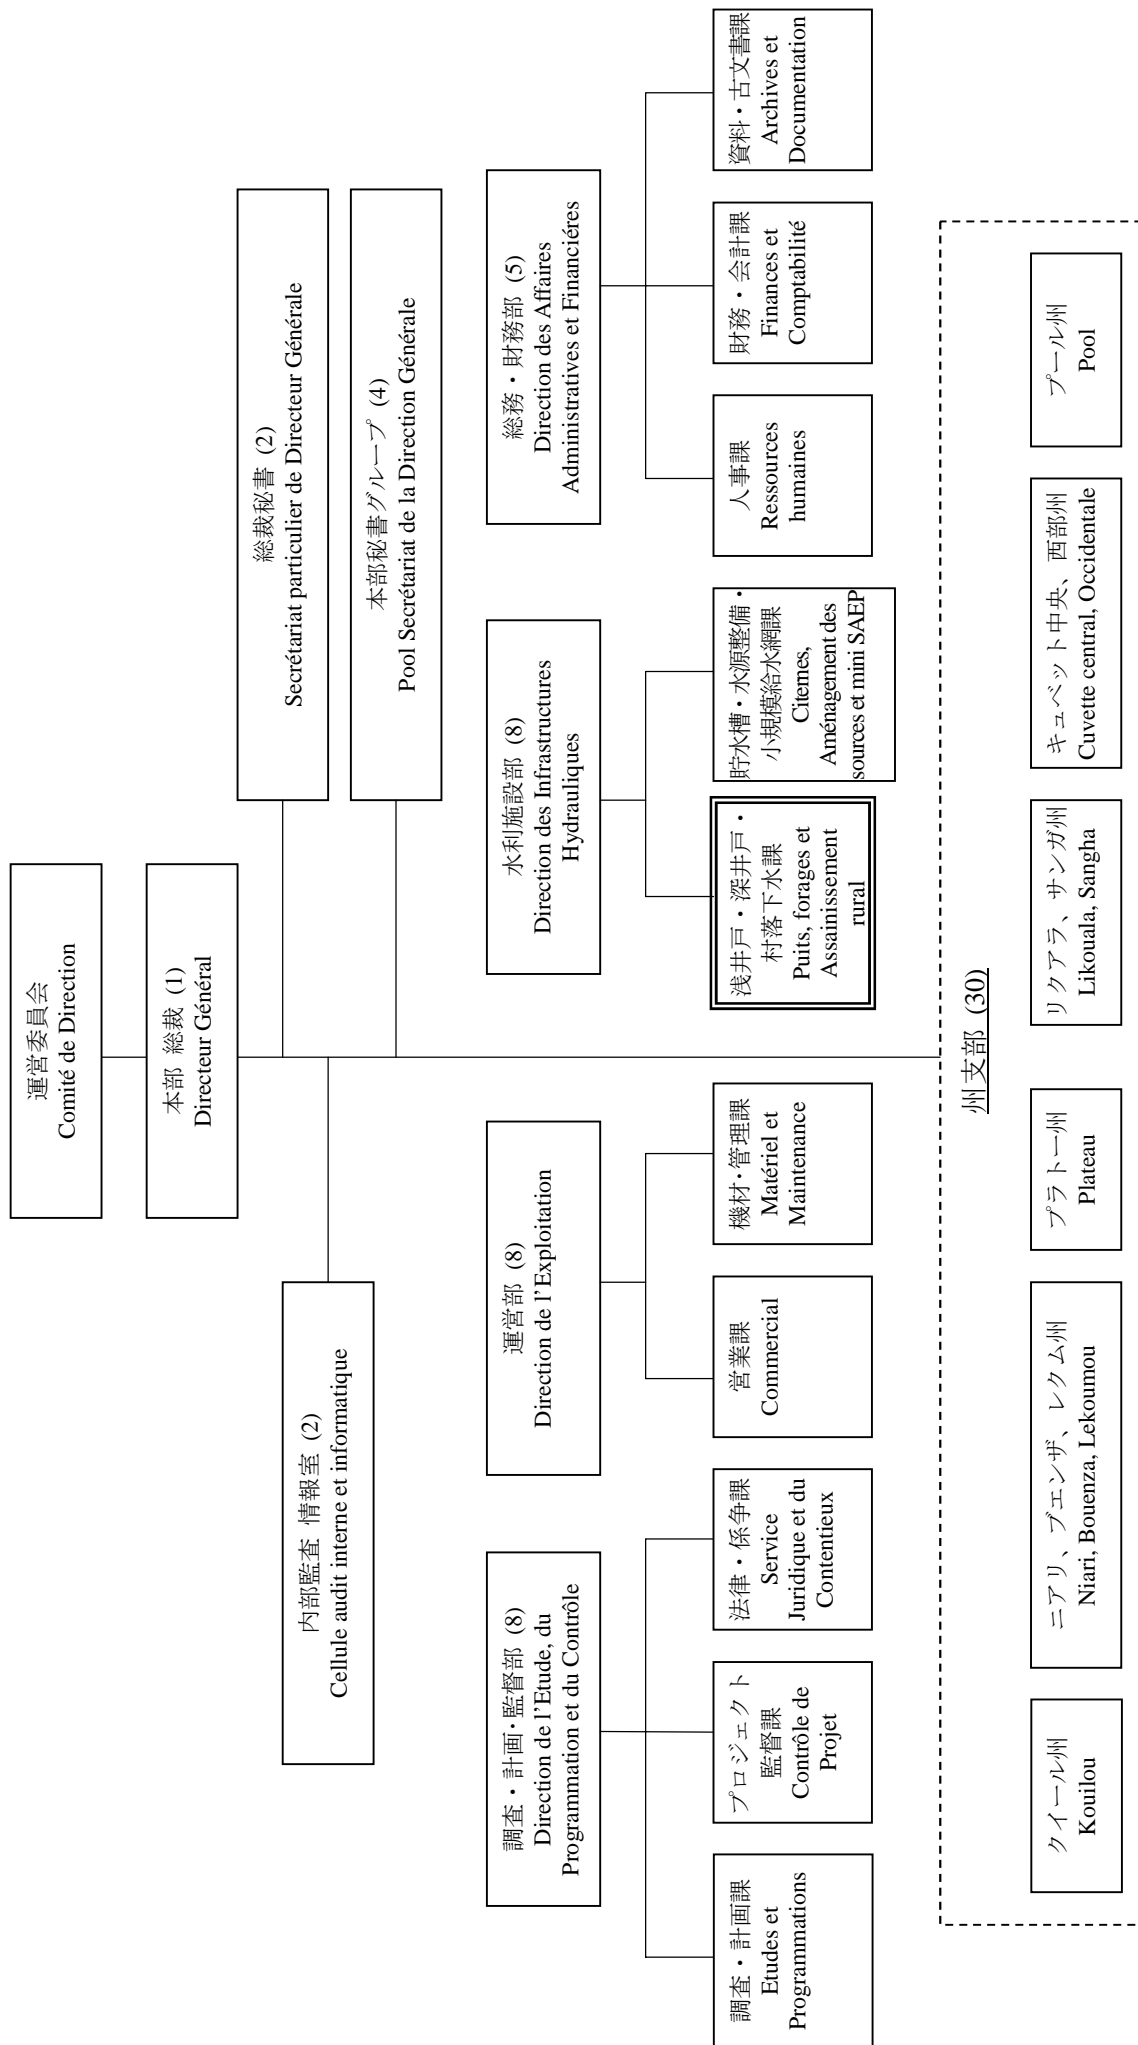 運営委員会
Comité de Direction
本部 総裁 (1)
Directeur Général
内部監査 情報室 (2)
Cellule audit interne et informatique
総裁秘書 (2)
Secrétariat particulier de Directeur Générale
本部秘書グループ (4)
Pool Secrétariat de la Direction Générale
調査・計画・監督部 (8)
Direction de l'Etude, du
Programmation et du Contrôle
運営部 (8)
Direction de l'Exploitation
水利施設部 (8)
Direction des Infrastructures
Hydrauliques
総務・財務部 (5)
Direction des Affaires
Administratives et Financiéres
調査・計画課
Etudes et
Programmations
プロジェクト
監督課
Contrôle de
Projet
法律・係争課
Service
Juridique et du
Contentieux
営業課
Commercial
機材・管理課
Matériel et
Maintenance
浅井戸・深井戸・
村落下水課
Puits, forages et
Assainissement
rural
貯水槽・水源整備・
小規模給水網課
Citernes,
Aménagement des
sources et mini SAEP
人事課
Ressources
humaines
財務・会計課
Finances et
Comptabilité
資料・古文書課
Archives et
Documentation
州支部 (30)
クイール州
Kouilou
ニアリ、ブエンザ、レクム州
Niari, Bouenza, Lekoumou
プラトー州
Plateau
リクアラ、サンガ州
Likouala, Sangha
キュベット中央、西部州
Cuvette central, Occidentale
プール州
Pool